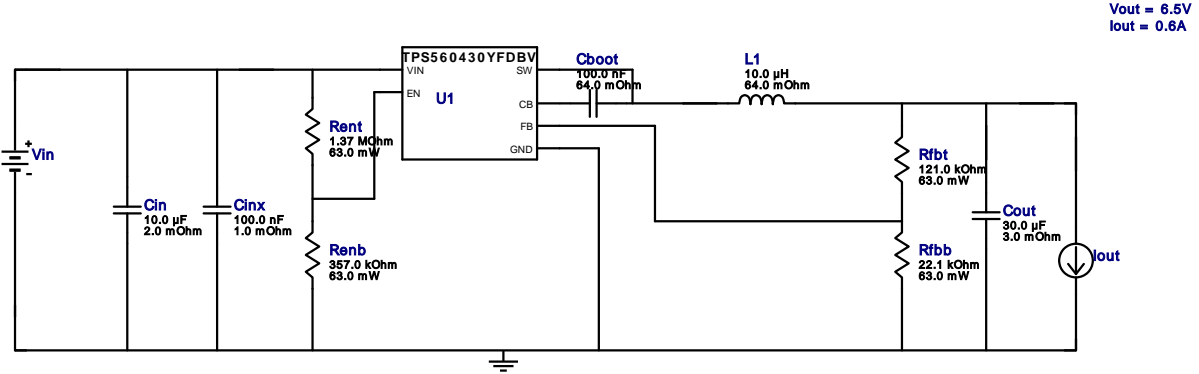 Vout = 6.5V
Iout = 0.6A
TPS560430YFDBV
VIN
SW
EN
CB
FB
GND
U1
Cboot
100.0 nF
64.0 mOhm
L1
10.0 µH
64.0 mOhm
Vin
+
-
Rent
1.37 MOhm
63.0 mW
Cin
10.0 µF
2.0 mOhm
Cinx
100.0 nF
1.0 mOhm
Renb
357.0 kOhm
63.0 mW
Rfbt
121.0 kOhm
63.0 mW
Cout
30.0 µF
3.0 mOhm
Rfbb
22.1 kOhm
63.0 mW
Iout